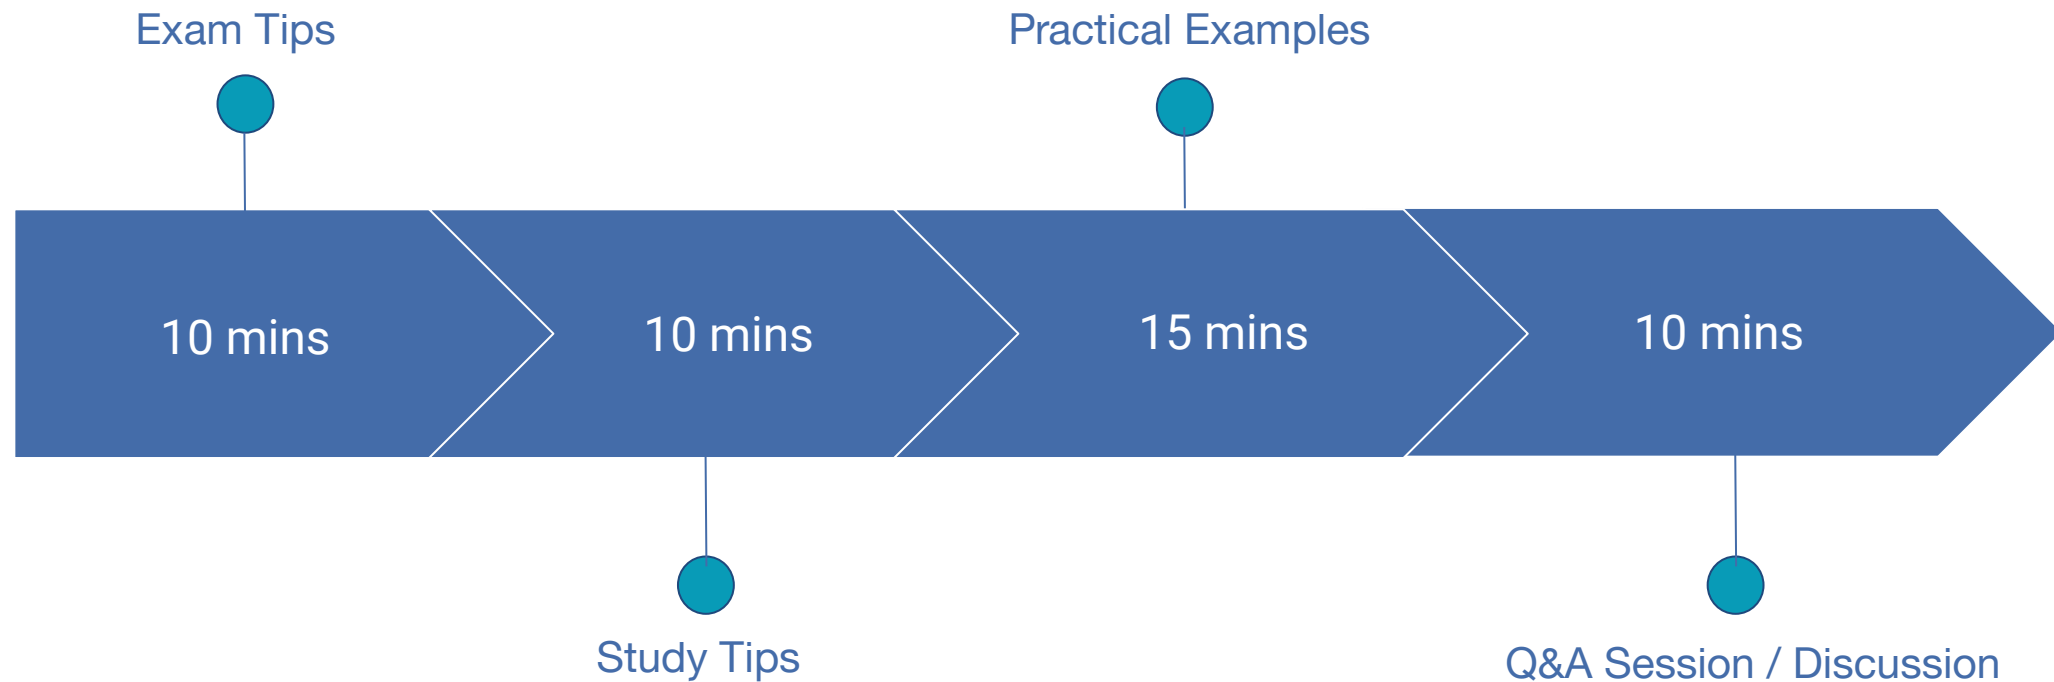 Exam Tips
Practical Examples
10 mins
10 mins
15 mins
10 mins
Study Tips
Q&A Session / Discussion